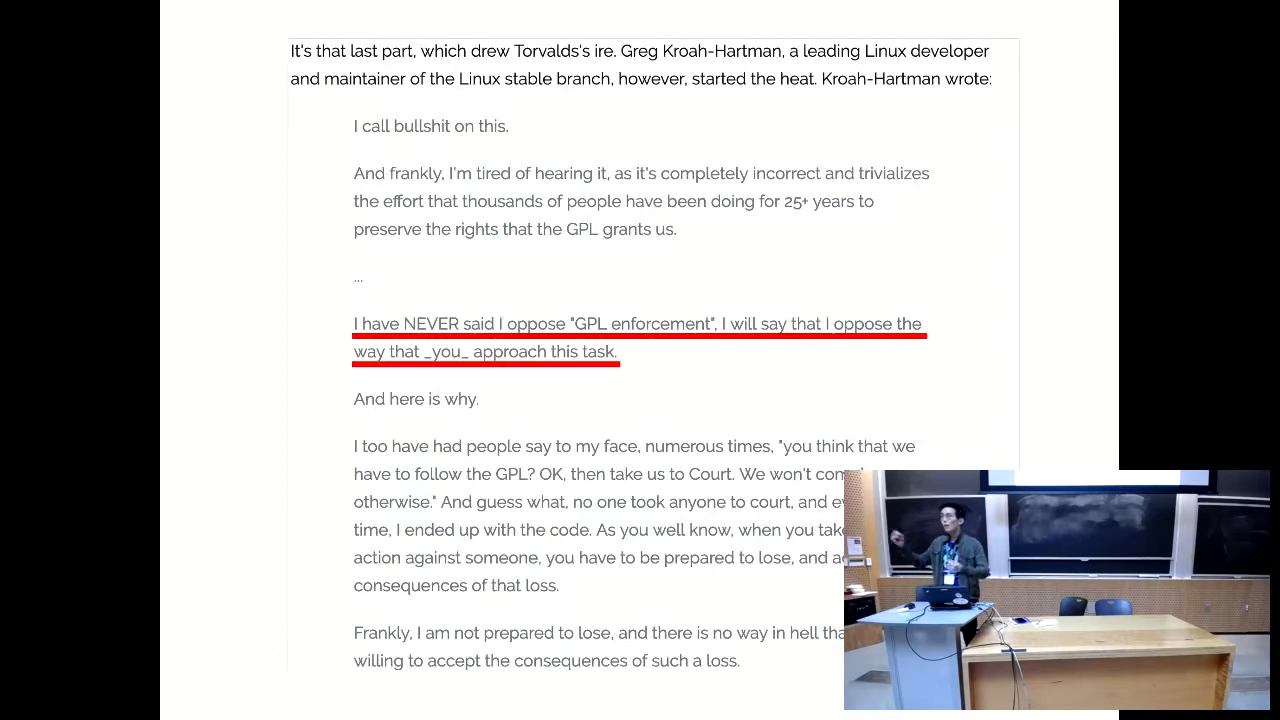 It's that last part, which drew Torvalds's ire. Greg Kroah-Hartman, a leading Linux developer
and maintainer of the Linux stable branch, however, started the heat. Kroah-Hartman wrote:
I call bullshit on this.
And frankly, I'm tired of hearing it, as it's completely incorrect and trivializes
the effort that thousands of people have been doing for 25+ years to
preserve the rights that the GPL grants us.
...
I have NEVER said I oppose "GPL enforcement", I will say that I oppose the
way that _you_ approach this task.
And here is why.
I too have had people say to my face, numerous times, "you think that we
have to follow the GPL? OK, then take us to Court. We won't
otherwise." And guess what, no one took anyone to court, and
time, I ended up with the code. As you well know, when you
action against someone, you have to be prepared to lose, and
consequences of that loss.
Frankly, I am not prepared to lose, and there is no way in hell
willing to accept the consequences of such a loss.